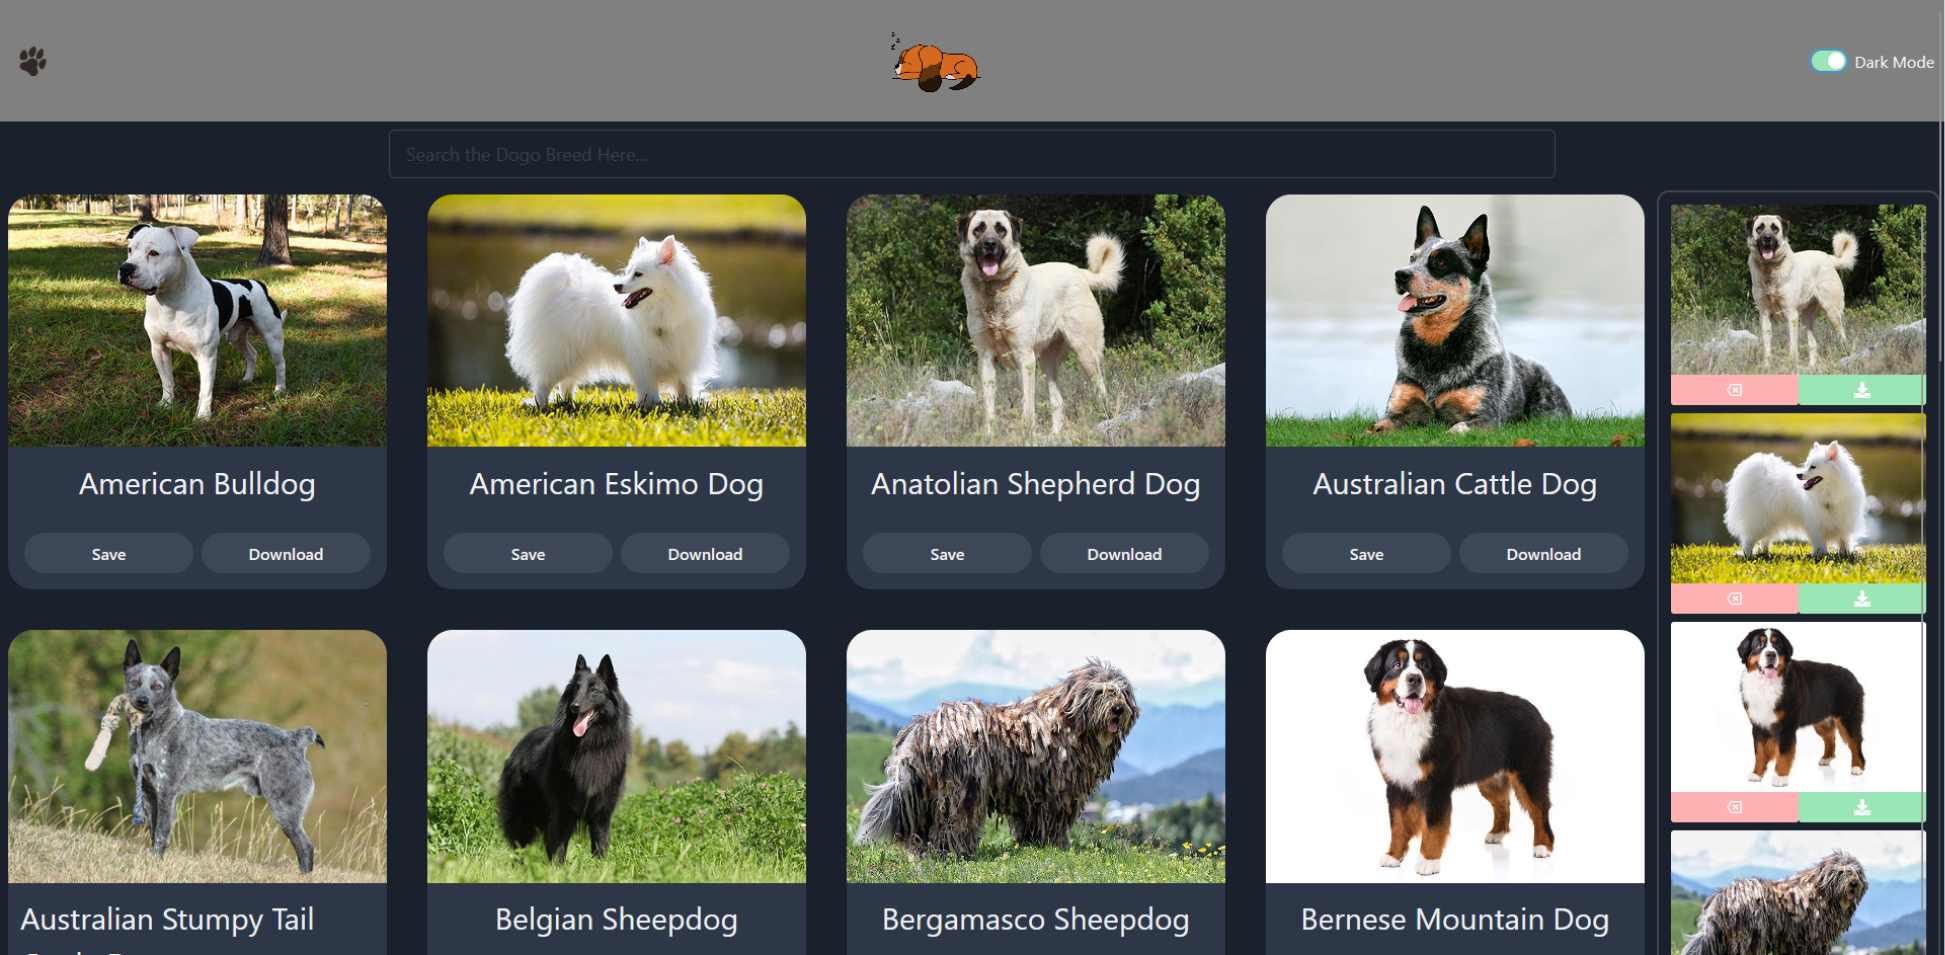 Dark Mode
Search the Dogo Breed Here...
American Bulldog
American Eskimo Dog
Anatolian Shepherd Dog
Australian Cattle Dog
Save
Download
Save
Download
Save
Download
Save
Download
Australian Stumpy Tail
Belgian Sheepdog
Bergamasco Sheepdog
Bernese Mountain Dog